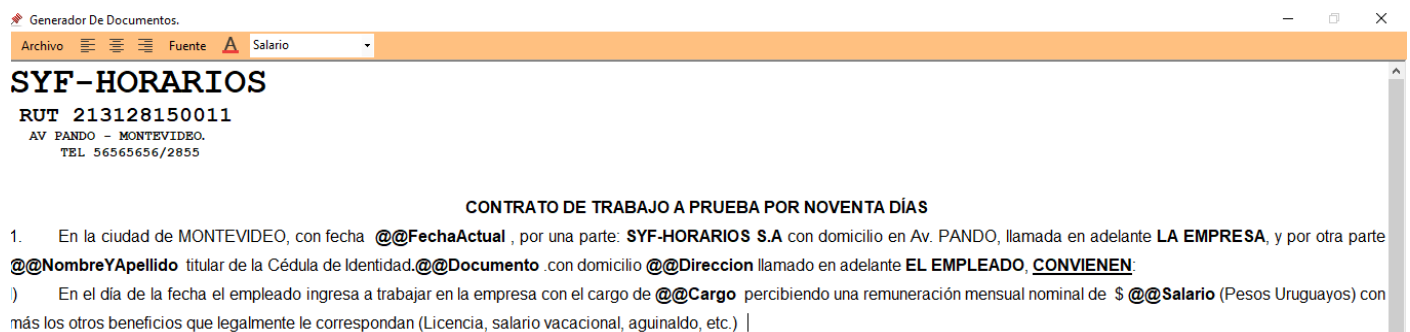 Generador De Documentos.
Archivo Fuente A Salario
SYF-HORARIOS
RUT 213128150011
AV PANDO - MONTEVIDEO.
TEL 56565656/2855
CONTRATO DE TRABAJO A PRUEBA POR NOVENTA DÍAS
1. En la ciudad de MONTEVIDEO, con fecha @@FechaActual , por una parte: SYF-HORARIOS S.A con domicilio en Av. PANDO, llamada en adelante LA EMPRESA, y por otra parte
@@NombreYApellido titular de la Cédula de Identidad.@@Documento .con domicilio @@Direccion llamado en adelante EL EMPLEADO, CONVIENEN:
I) En el día de la fecha el empleado ingresa a trabajar en la empresa con el cargo de @@Cargo percibiendo una remuneración mensual nominal de $ @@Salario (Pesos Uruguayos) con
más los otros beneficios que legalmente le correspondan (Licencia, salario vacacional, aguinaldo, etc.)